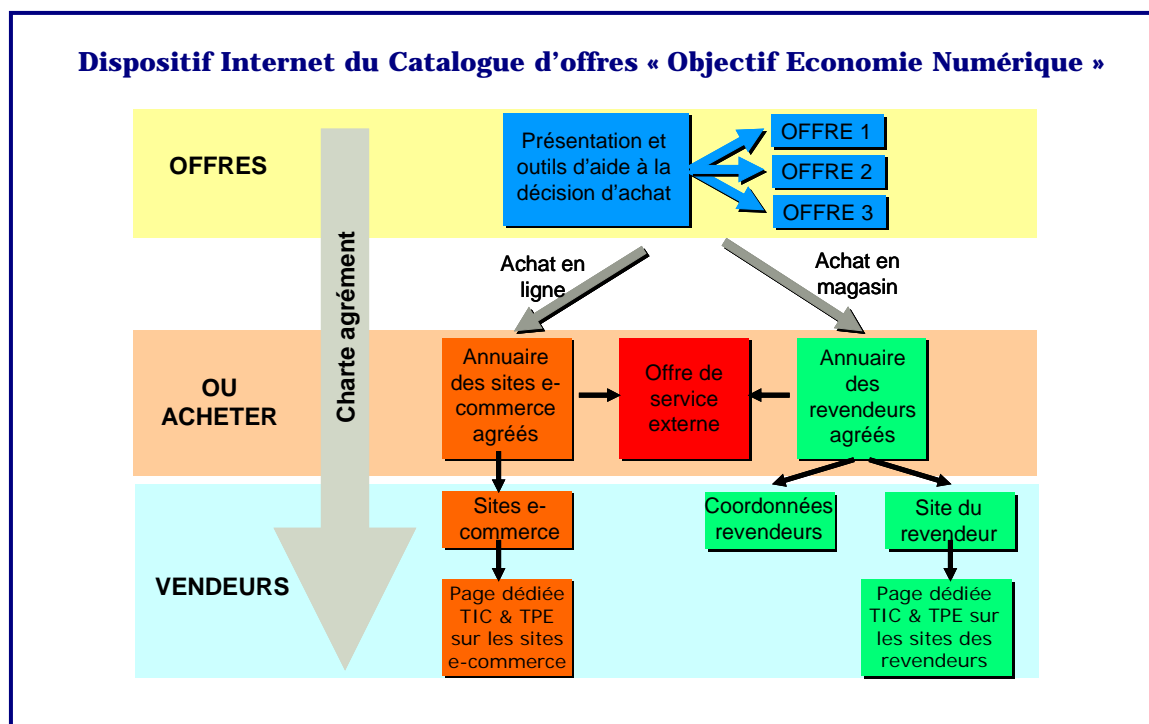 Dispositif Internet du Catalogue d'offres « Objectif Economie Numérique »
OFFRES
Présentation et
outils d'aide à la
décision d'achat
OFFRE 1
OFFRE 2
OFFRE 3
Charte agrément
Achat en
ligne
Achat en
magasin
OU
ACHETER
Annuaire
des sites e-
commerce
agréés
Offre de
service
externe
Annuaire
des
revendeurs
agréés
VENDEURS
Sites e-
commerce
Coordonnées
revendeurs
Site du
revendeur
Page dédiée
TIC & TPE
sur les sites
e-commerce
Page dédiée
TIC & TPE sur
les sites des
revendeurs